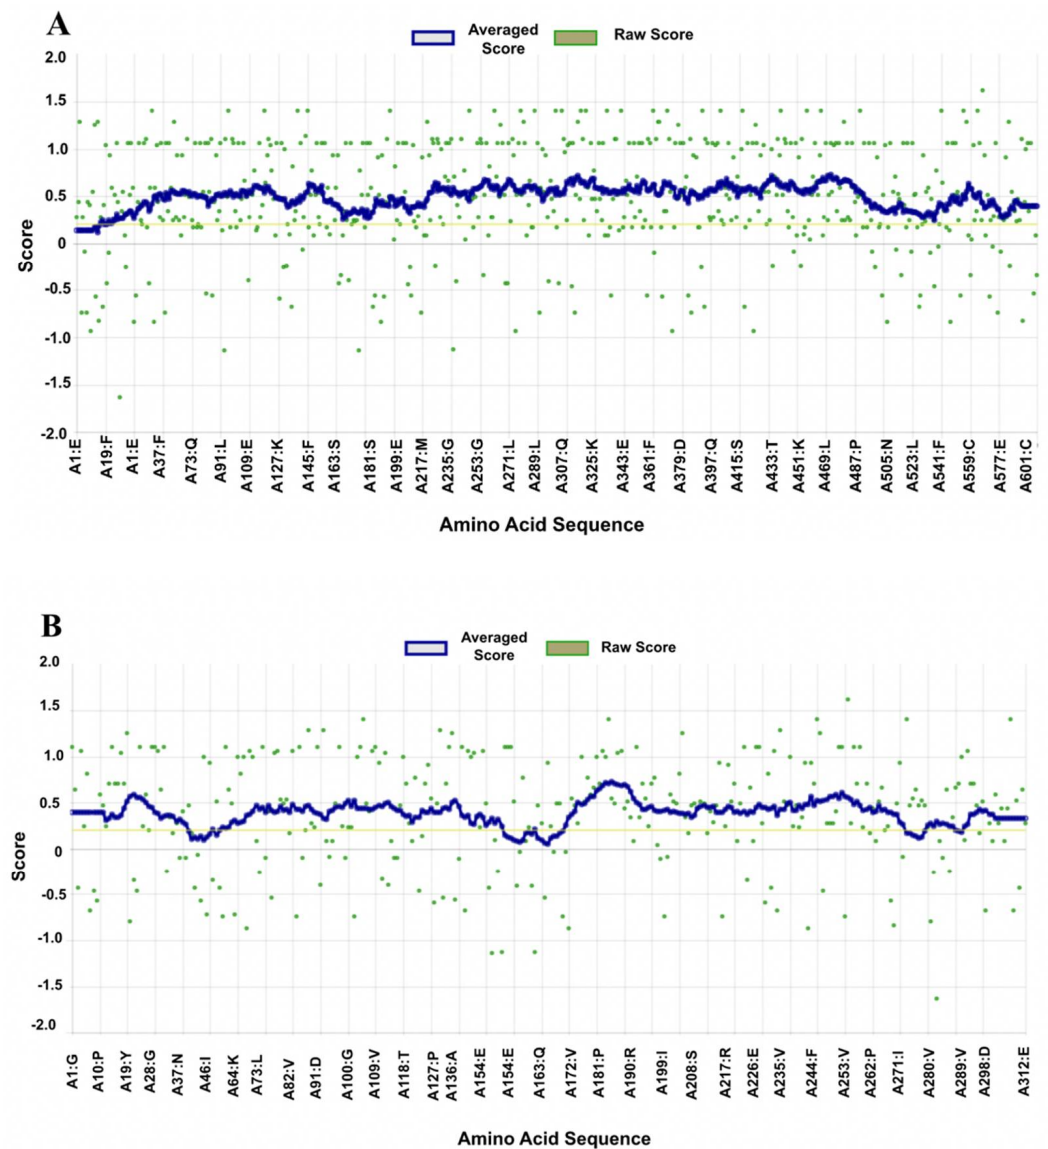 A
Averaged
Score
Raw Score
2.0
1.5
1.0
0.5
0
-0.5
-1.0
-1.5
-2.0
Score
A1:E
A19:F
A1:E
A37:F
A73:Q
A91:L
A109:E
A127:K
A145:F
A163:S
A181:S
A199:E
A217:M
A235:G
A253:G
A271:L
A289:L
A307:Q
A325:K
A343:E
A361:F
A379:D
A397:Q
A415:S
A433:T
A451:K
A469:L
A487:P
A505:N
A523:L
A541:F
A559:C
A577:E
A601:C
Amino Acid Sequence
B
Averaged
Score
Raw Score
2.0
1.5
1.0
0.5
0
-0.5
-1.0
-1.5
-2.0
Score
A1:G
A10:P
A19:Y
A28:G
A37:N
A46:I
A64:K
A73:L
A82:V
A91:D
A100:G
A109:V
A118:T
A127:P
A136:A
A154:E
A154:E
A163:Q
A172:V
A181:P
A190:R
A199:I
A208:S
A217:R
A226:E
A235:V
A244:F
A253:V
A262:P
A271:I
A280:V
A289:V
A298:D
A312:E
Amino Acid Sequence